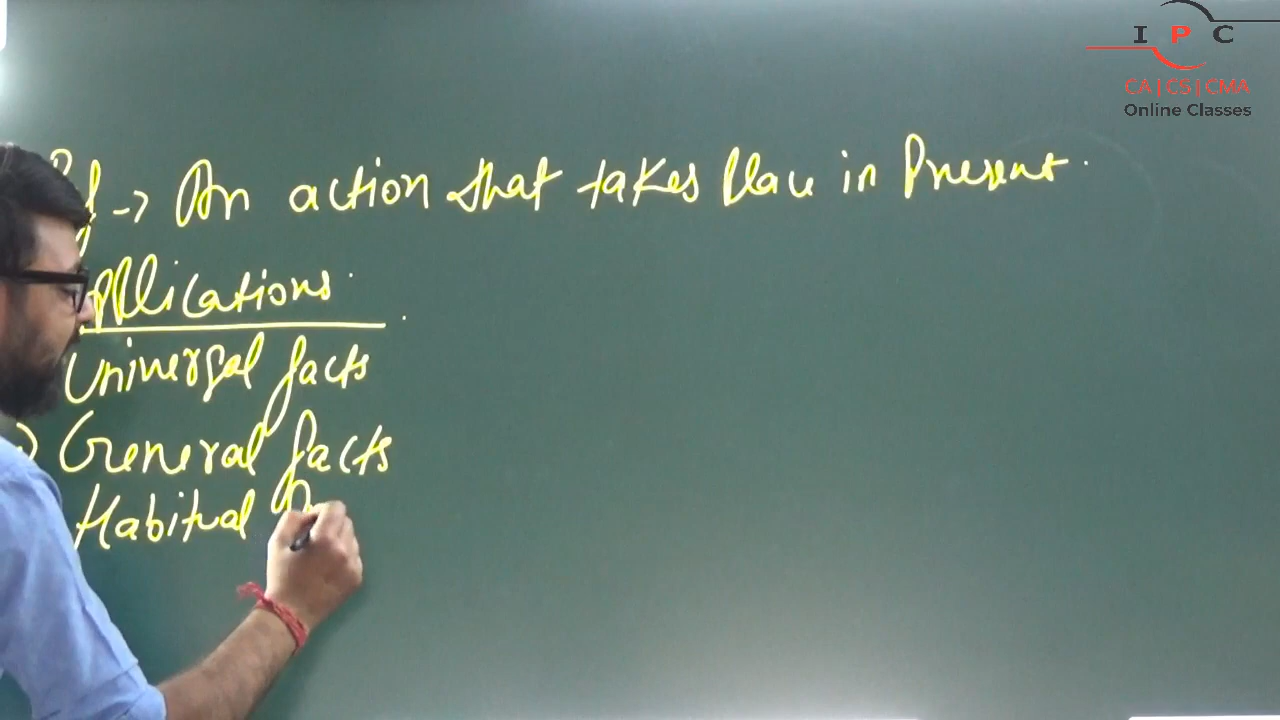 I P C
CA | CS | CMA
Online Classes
-> An action that takes Place in Present.
Applications
Universal facts
General facts
Habitual